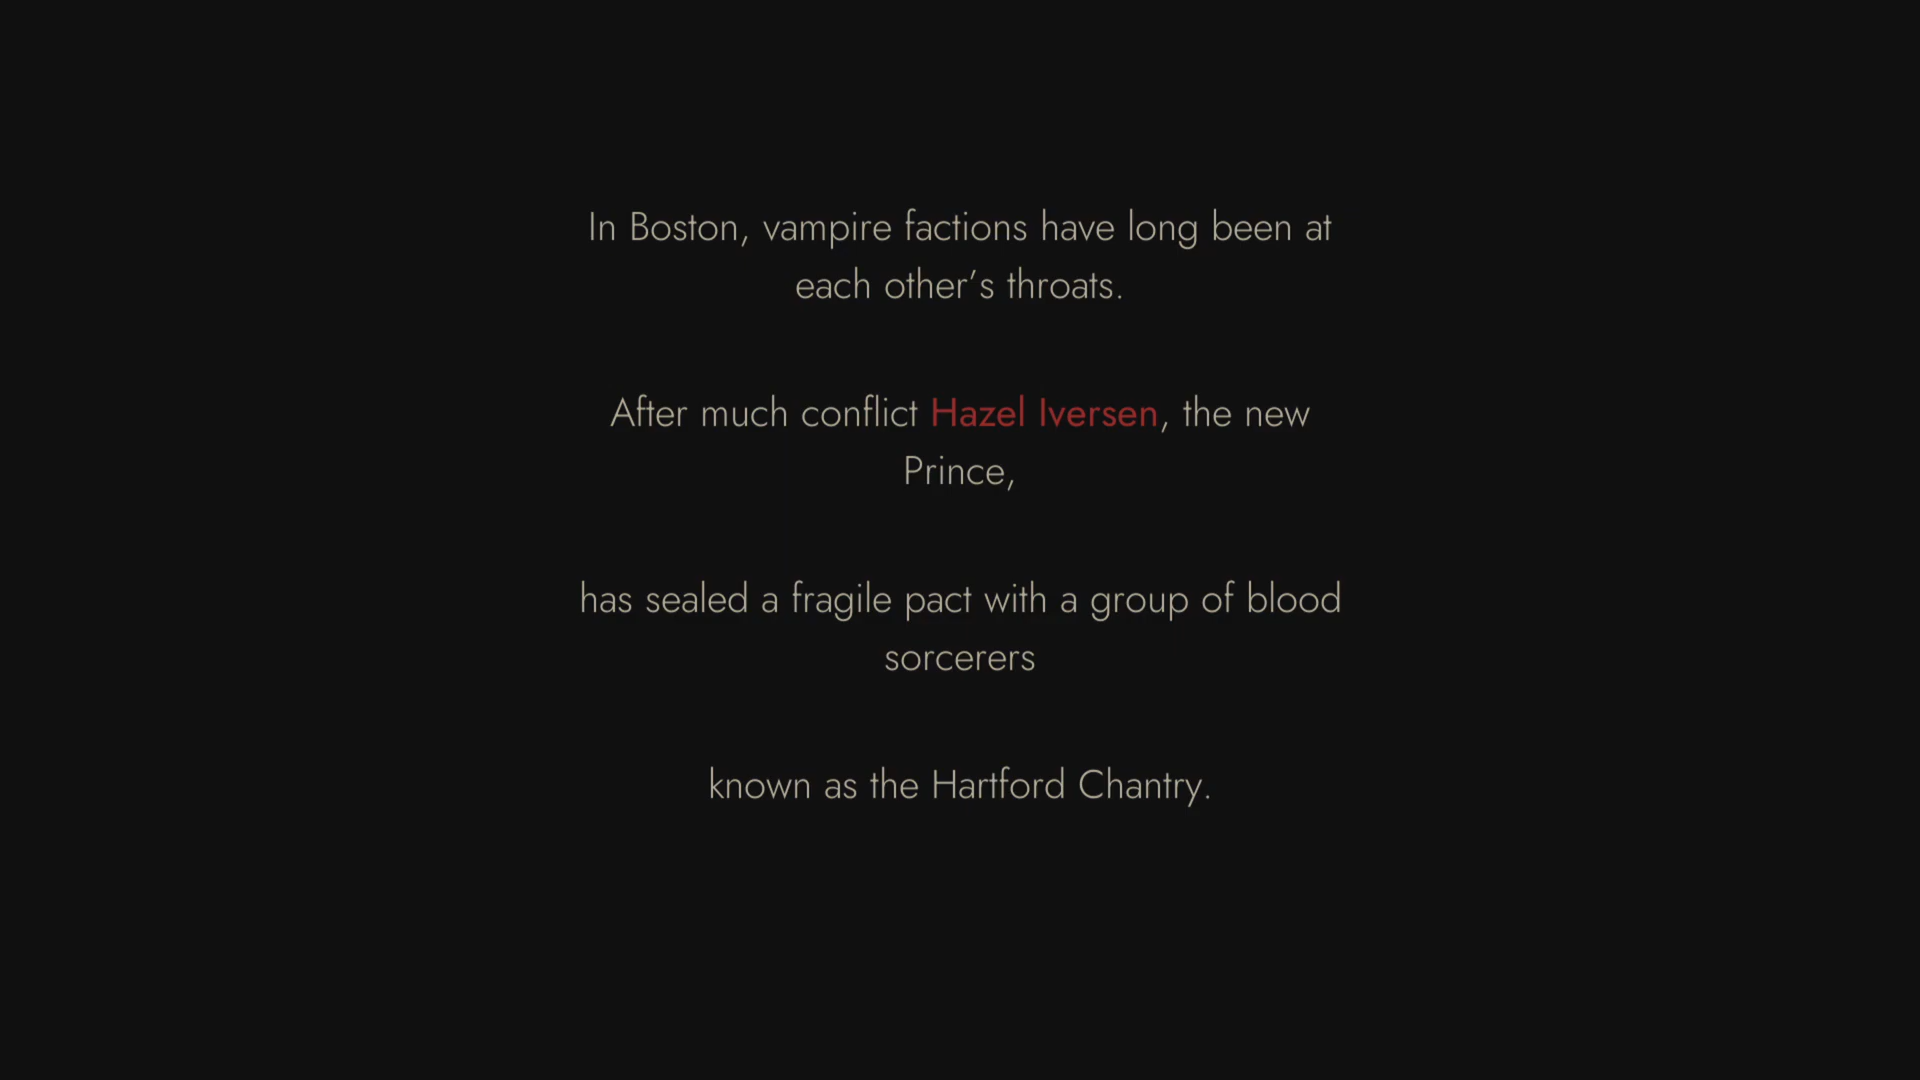 In Boston, vampire factions have long been at
each other’s throats.
After much conflict Hazel Iversen, the new
Prince,
has sealed a fragile pact with a group of blood
sorcerers
known as the Hartford Chantry.